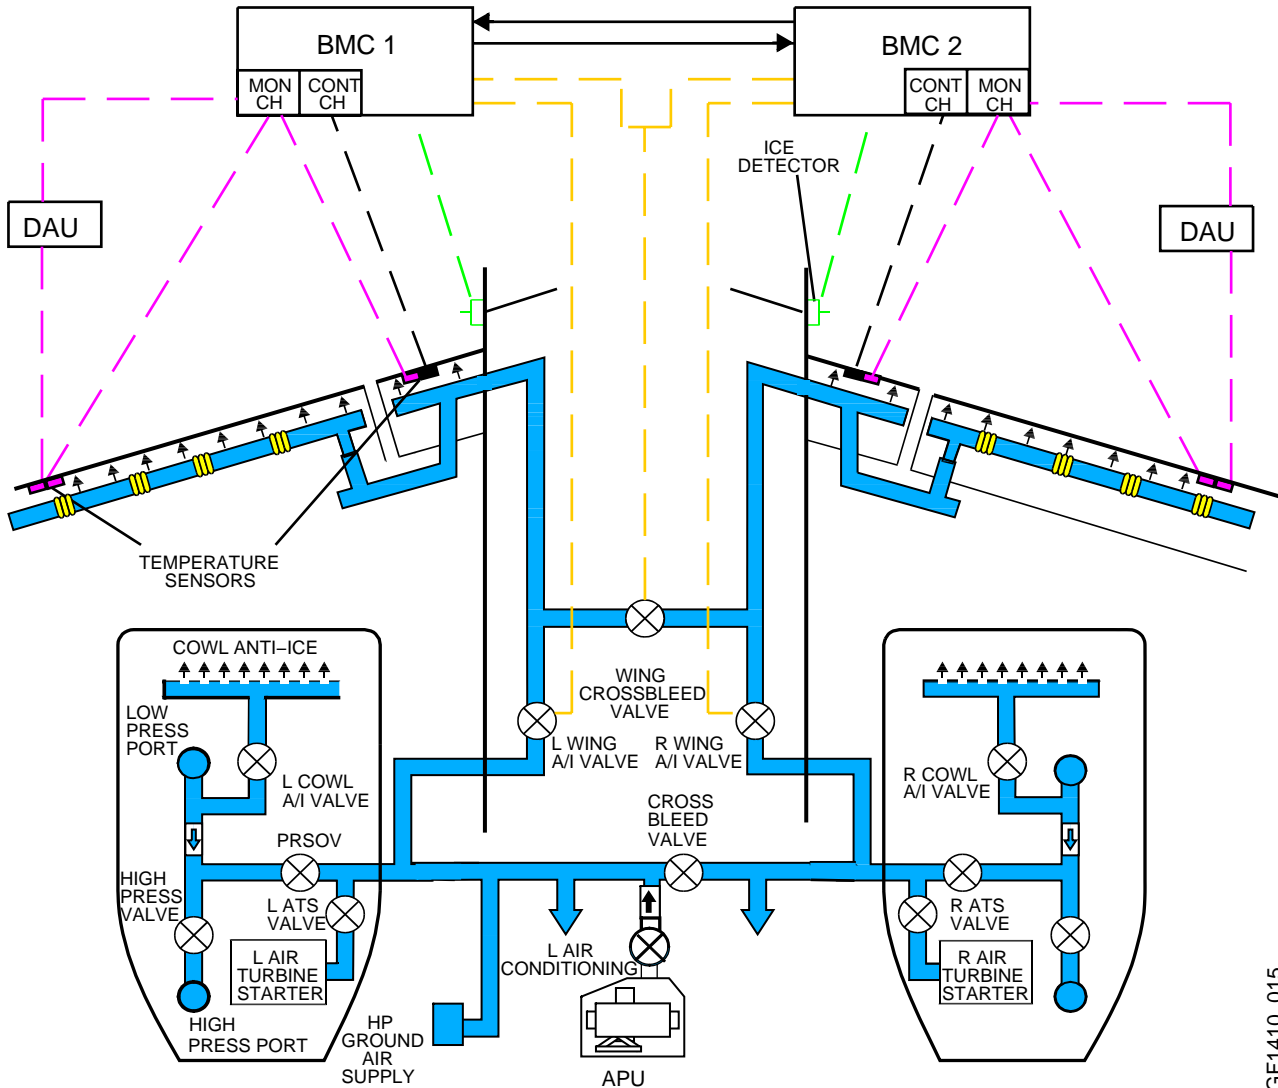 BMC 1
BMC 2
MON
CH
CONT
CH
CONT
CH
MON
CH
ICE
DETECTOR
DAU
DAU
TEMPERATURE
SENSORS
COWL ANTI–ICE
LOW
PRESS
PORT
WING
CROSSBLEED
VALVE
L WING
A/I VALVE
R WING
A/I VALVE
L COWL
A/I VALVE
R COWL
A/I VALVE
CROSS
BLEED
VALVE
PRSOV
HIGH
PRESS
VALVE
L ATS
VALVE
R ATS
VALVE
L AIR
TURBINE
STARTER
L AIR
CONDITIONING
R AIR
TURBINE
STARTER
HIGH
PRESS PORT
HP
GROUND
AIR
SUPPLY
APU
GF1410_015